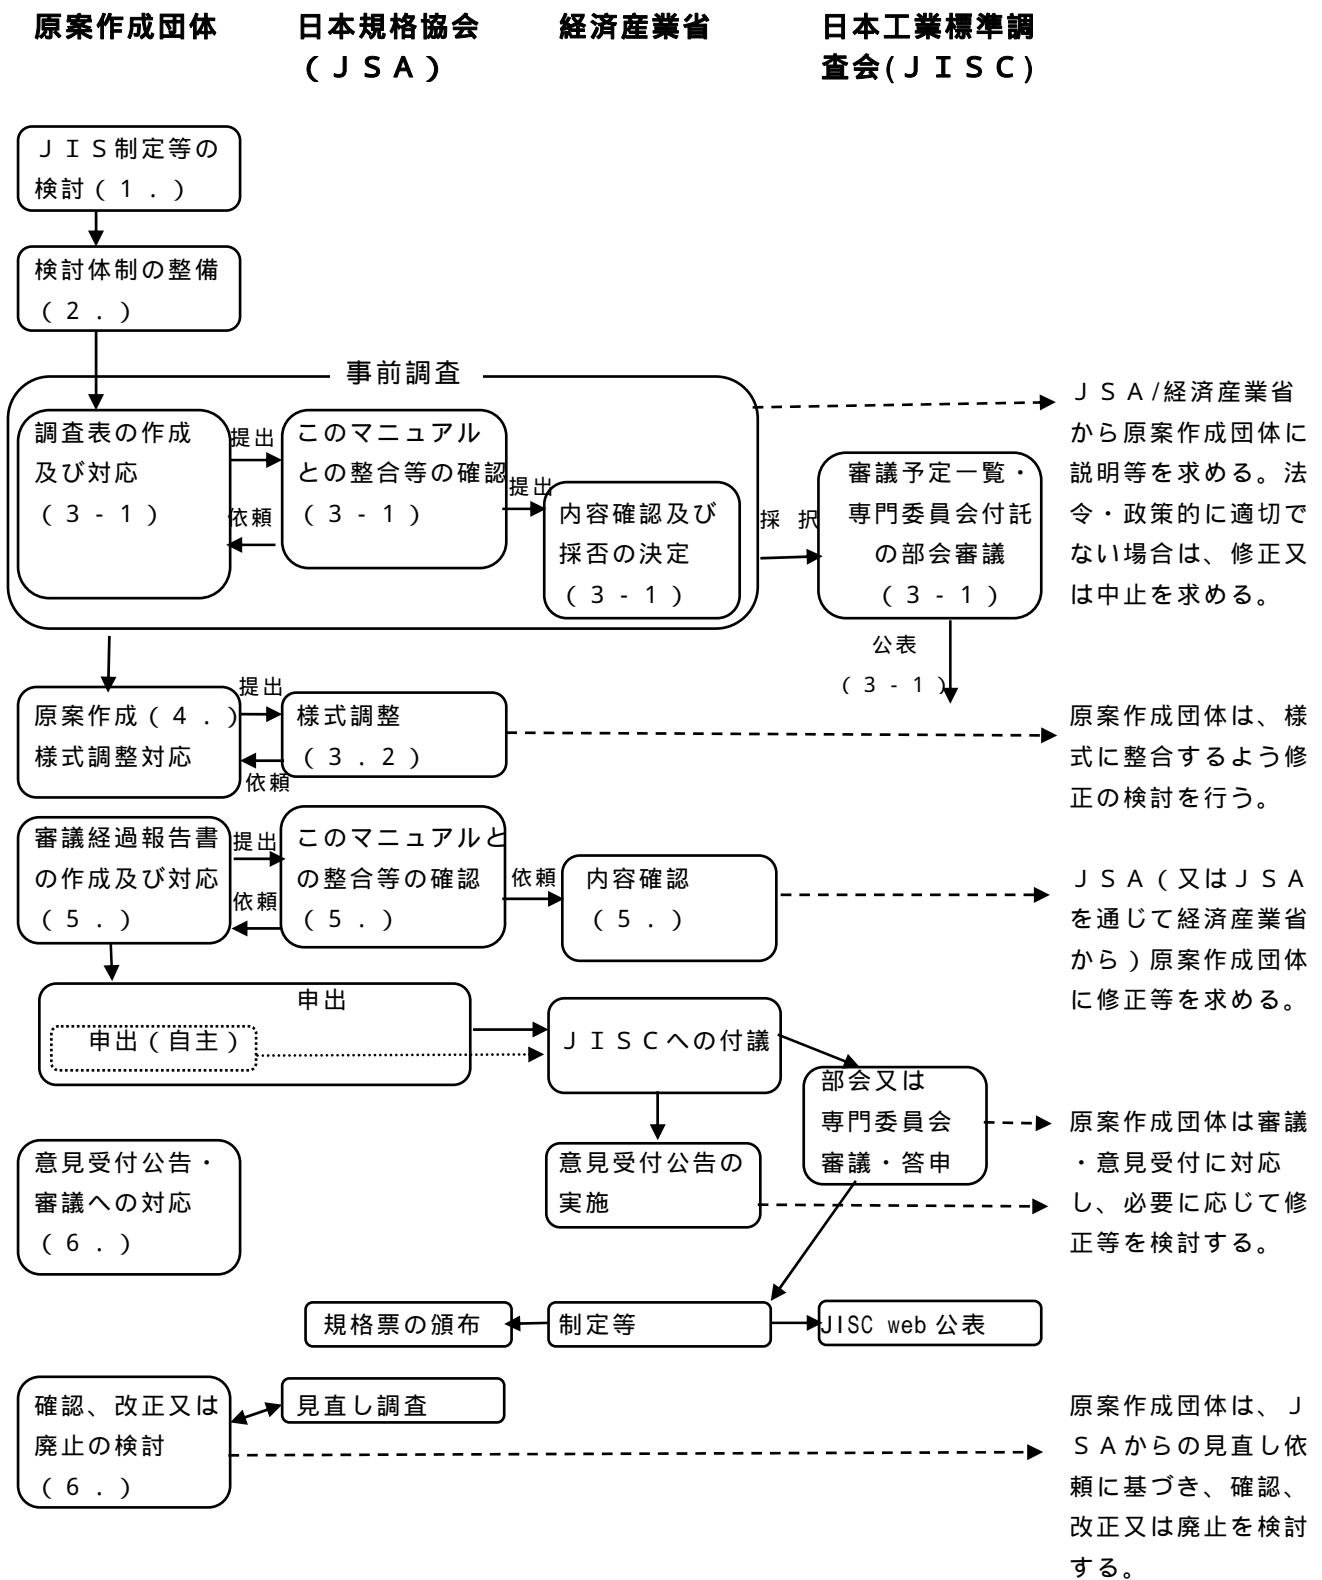 原案作成団体
日本規格協会
（ＪＳＡ）
経済産業省
日本工業標準調
査会(ＪＩＳＣ)
ＪＩＳ制定等の
検討（１．）
検討体制の整備
（２．）
事前調査
調査表の作成
及び対応
（３-１）
提出
依頼
このマニュアル
との整合等の確認
（３-１）
提出
内容確認及び
採否の決定
（３-１）
採 択
審議予定一覧・
専門委員会付託
の部会審議
（３-１）
公表
（３-１）
ＪＳＡ/経済産業省
から原案作成団体に
説明等を求める。法
令・政策的に適切で
ない場合は、修正又
は中止を求める。
原案作成（４．）
様式調整対応
提出
依頼
様式調整
（３．２）
原案作成団体は、様
式に整合するよう修
正の検討を行う。
審議経過報告書
の作成及び対応
（５．）
提出
依頼
このマニュアルと
の整合等の確認
（５．）
依頼
内容確認
（５．）
ＪＳＡ（又はＪＳＡ
を通じて経済産業省
から）原案作成団体
に修正等を求める。
申出
申出（自主）
ＪＩＳＣへの付議
部会又は
専門委員会
審議・答申
意見受付公告・
審議への対応
（６．）
意見受付公告の
実施
原案作成団体は審議
・意見受付に対応
し、必要に応じて修
正等を検討する。
規格票の頒布
制定等
JISC web公表
確認、改正又は
廃止の検討
（６．）
見直し調査
原案作成団体は、Ｊ
ＳＡからの見直し依
頼に基づき、確認、
改正又は廃止を検討
する。